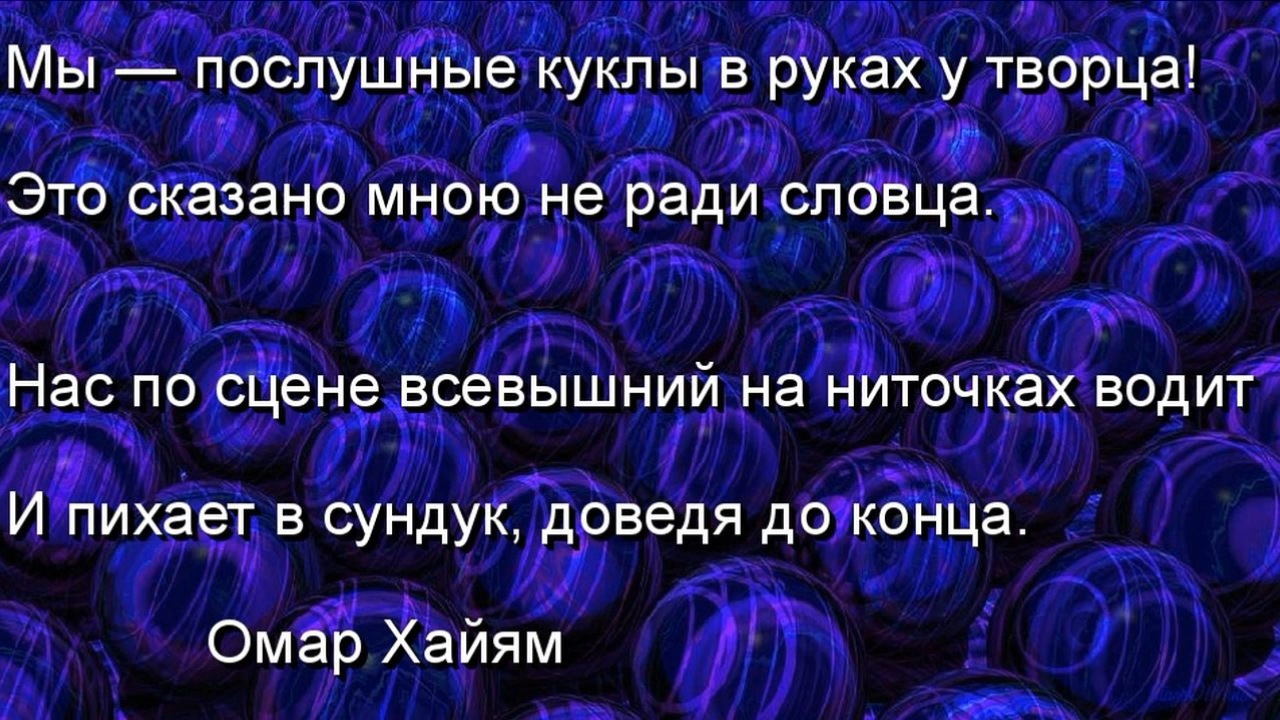 Мы — послушные куклы в руках у творца!
Это сказано мною не ради словца.
Нас по сцене всевышний на ниточках водит
И пихает в сундук, доведя до конца.
Омар Хайям